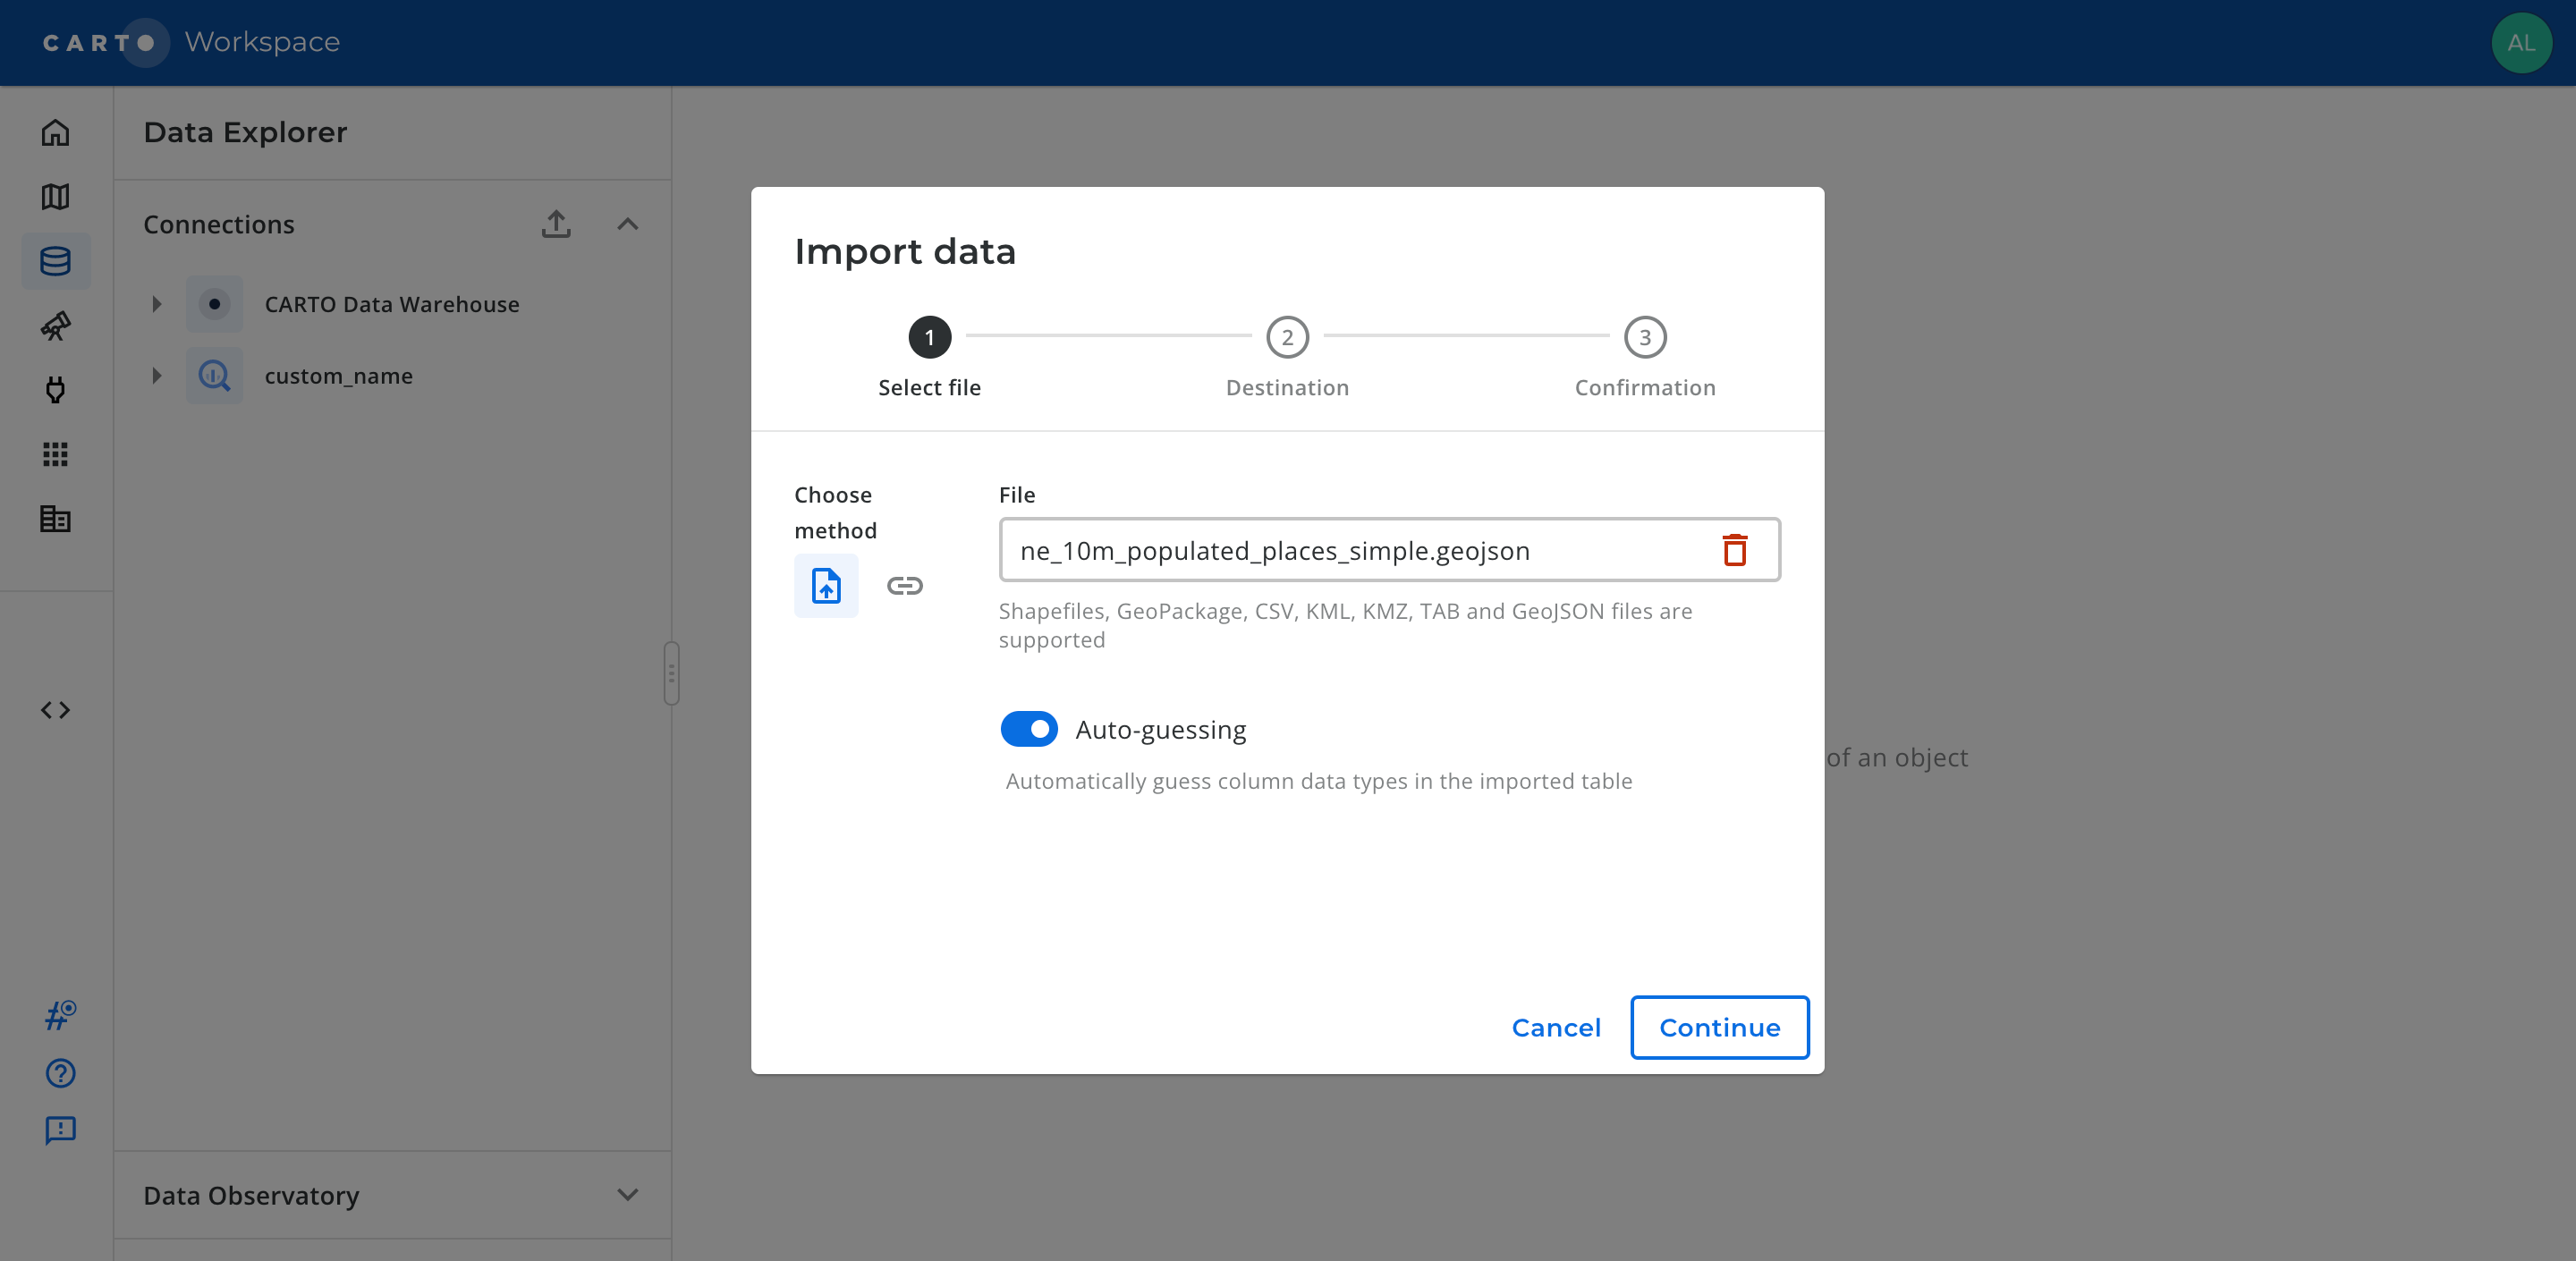 CARTO Workspace
AL
Data Explorer
Connections
CARTO Data Warehouse
custom_name
Data Observatory
Import data
1
2
3
Select file
Destination
Confirmation
Choose
method
File
ne_10m_populated_places_simple.geojson
Shapefiles, GeoPackage, CSV, KML, KMZ, TAB and GeoJSON files are
supported
Auto-guessing
Automatically guess column data types in the imported table
of an object
Cancel
Continue